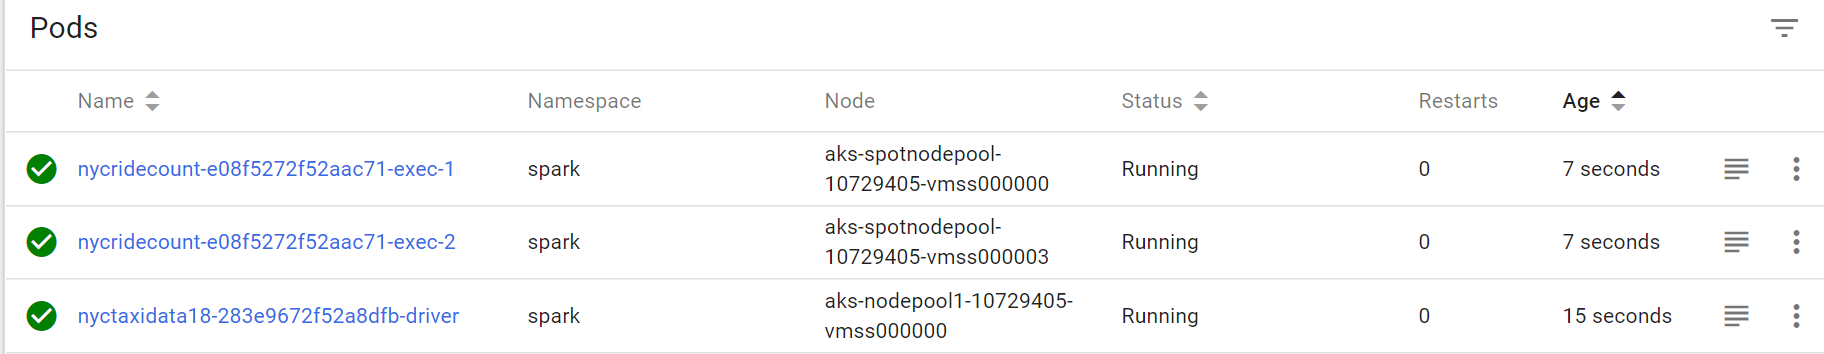 Pods
Name Namespace Node Status Restarts Age
nycridecount-e08f5272f52aac71-exec-1 spark aks-spotnodepool- Running 0 7 seconds
10729405-vmss000000
nycridecount-e08f5272f52aac71-exec-2 spark aks-spotnodepool- Running 0 7 seconds
10729405-vmss000003
nyctaxidata18-283e9672f52a8dfb-driver spark aks-nodepool1-10729405- Running 0 15 seconds
vmss000000